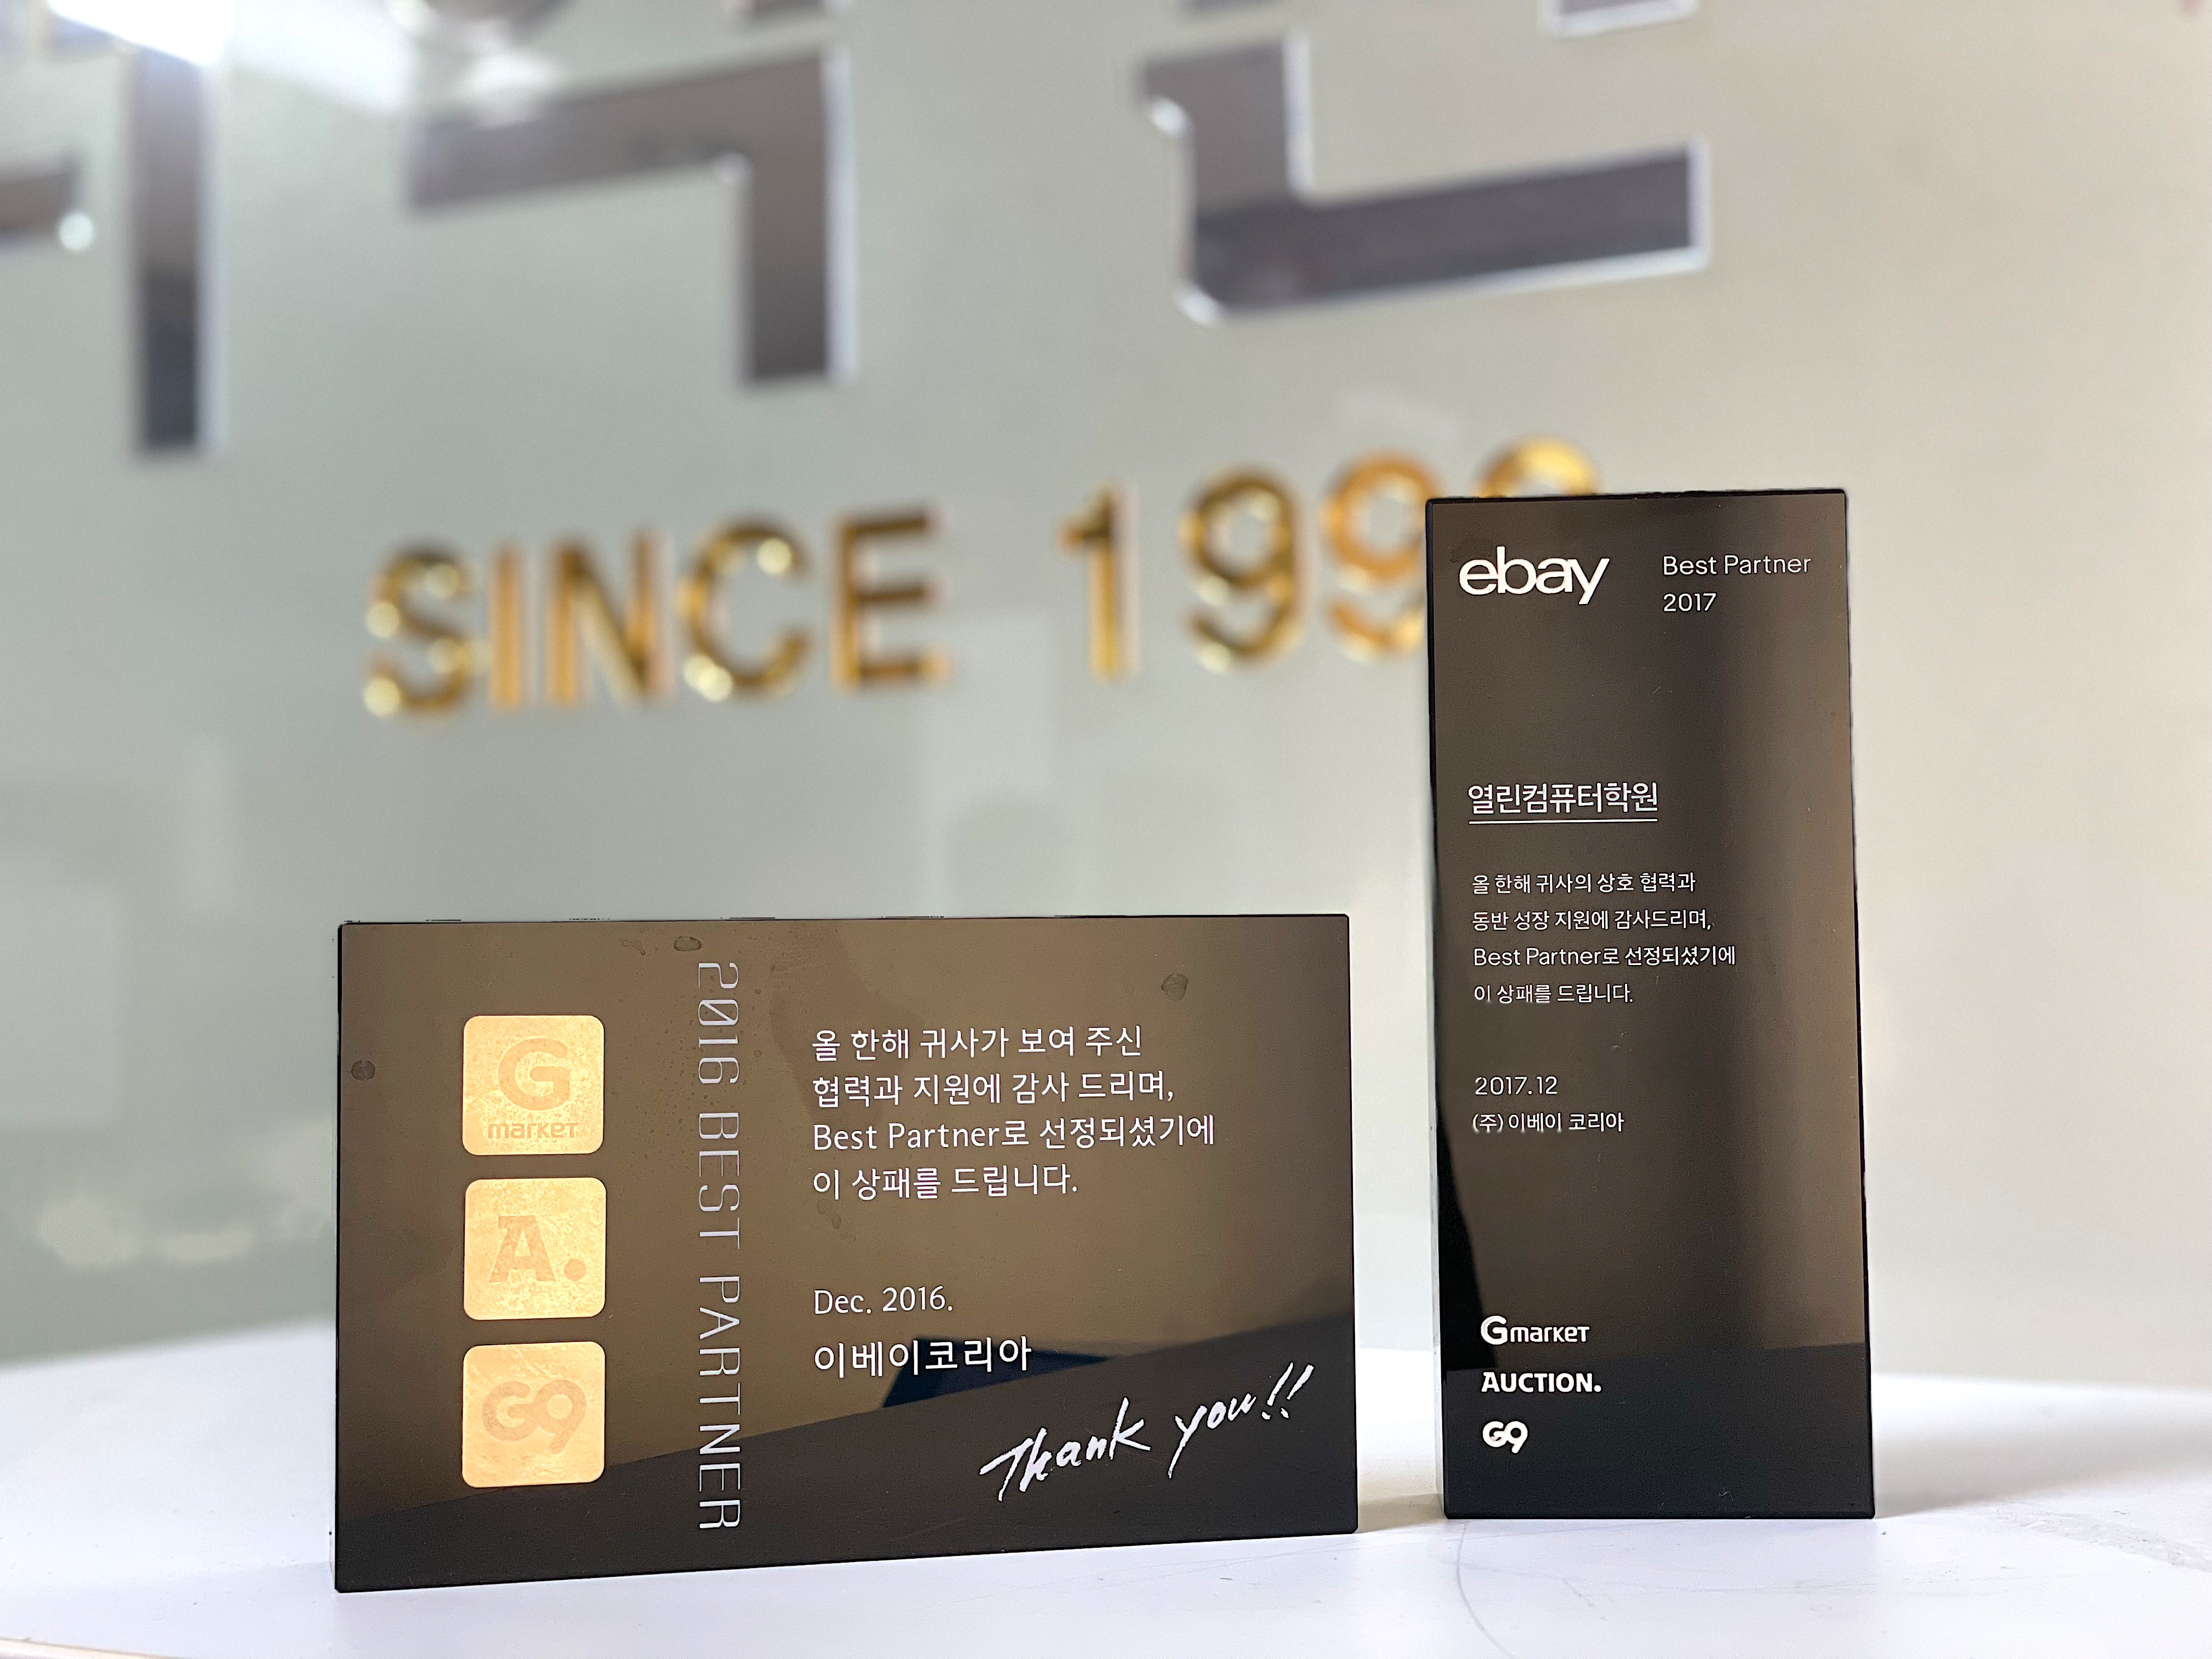 SINCE 199
G
market
A.
G9
2016 BEST PARTNER
올 한해 귀사가 보여 주신
협력과 지원에 감사 드리며,
Best Partner로 선정되셨기에
이 상패를 드립니다.
Dec. 2016.
이베이코리아
Thank you!!
ebay
Best Partner
2017
열린컴퓨터학원
올 한해 귀사의 상호 협력과
동반 성장 지원에 감사드리며,
Best Partner로 선정되셨기에
이 상패를 드립니다.
2017.12
(주) 이베이 코리아
Gmarket
AUCTION.
G9